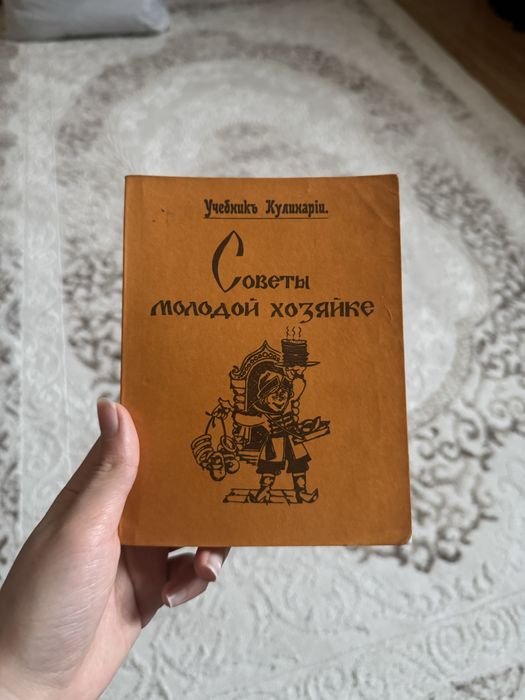 Учебникъ Кулинаріи.
Советы
молодой хозяйке